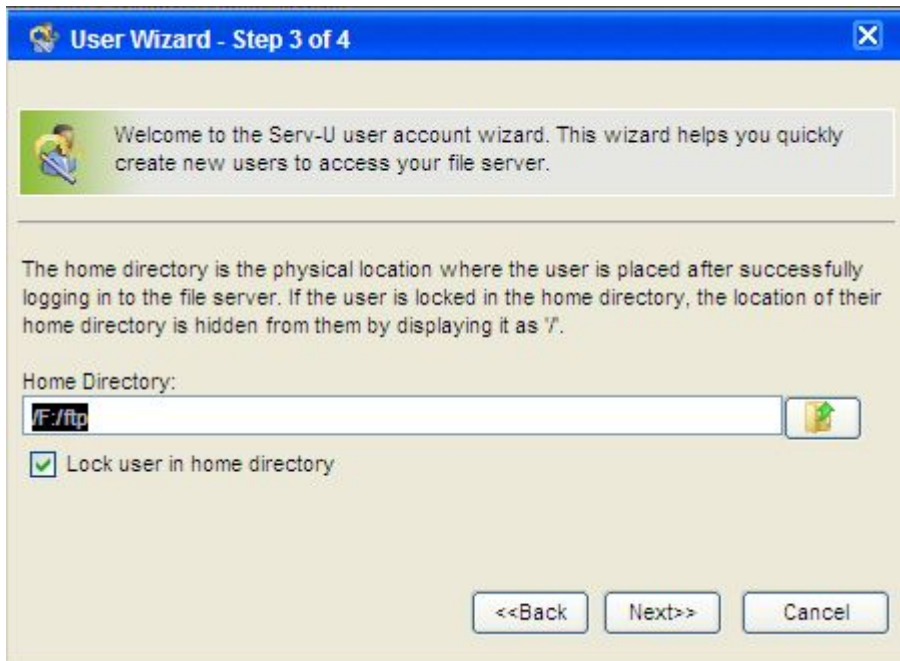 User Wizard - Step 3 of 4
Welcome to the Serv-U user account wizard. This wizard helps you quickly
create new users to access your file server.
The home directory is the physical location where the user is placed after successfully
logging in to the file server. If the user is locked in the home directory, the location of their
home directory is hidden from them by displaying it as '/'.
Home Directory:
/F:/ftp
Lock user in home directory
<<Back Next>> Cancel